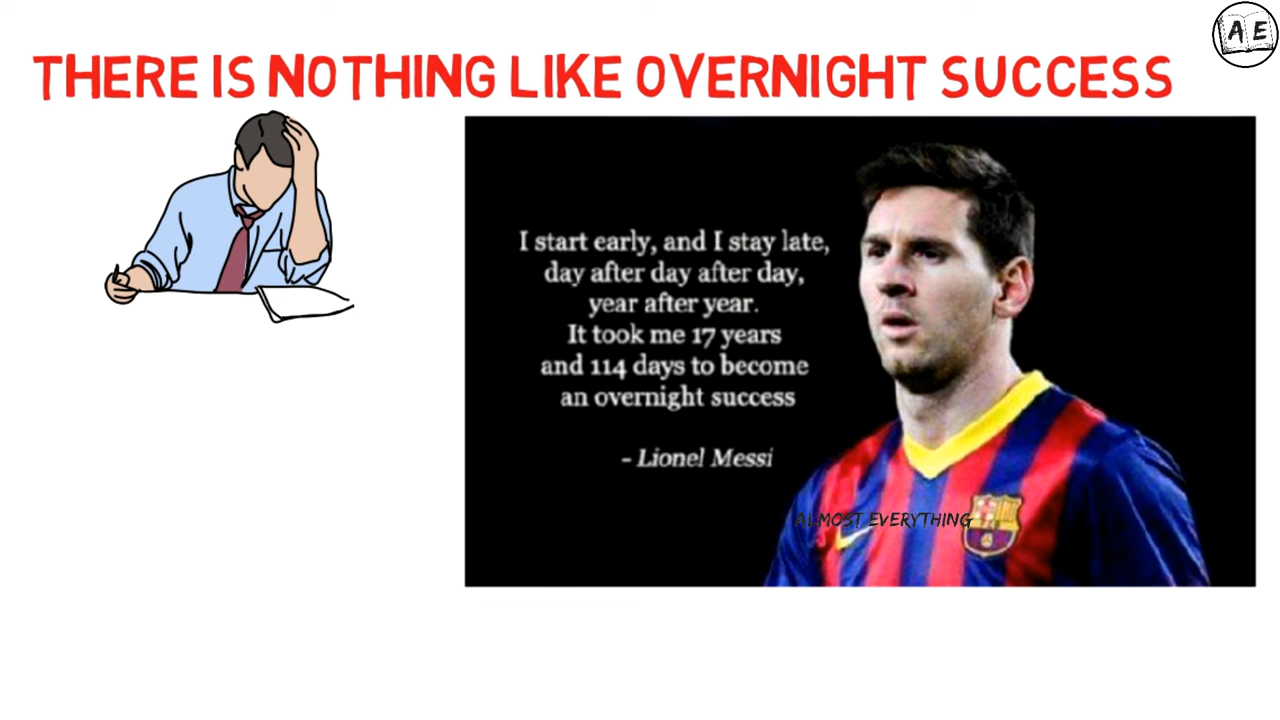 A E
THERE IS NOTHING LIKE OVERNIGHT SUCCESS
I start early, and I stay late,
day after day after day,
year after year.
It took me 17 years
and 114 days to become
an overnight success
- Lionel Messi
ALMOST EVERYTHING